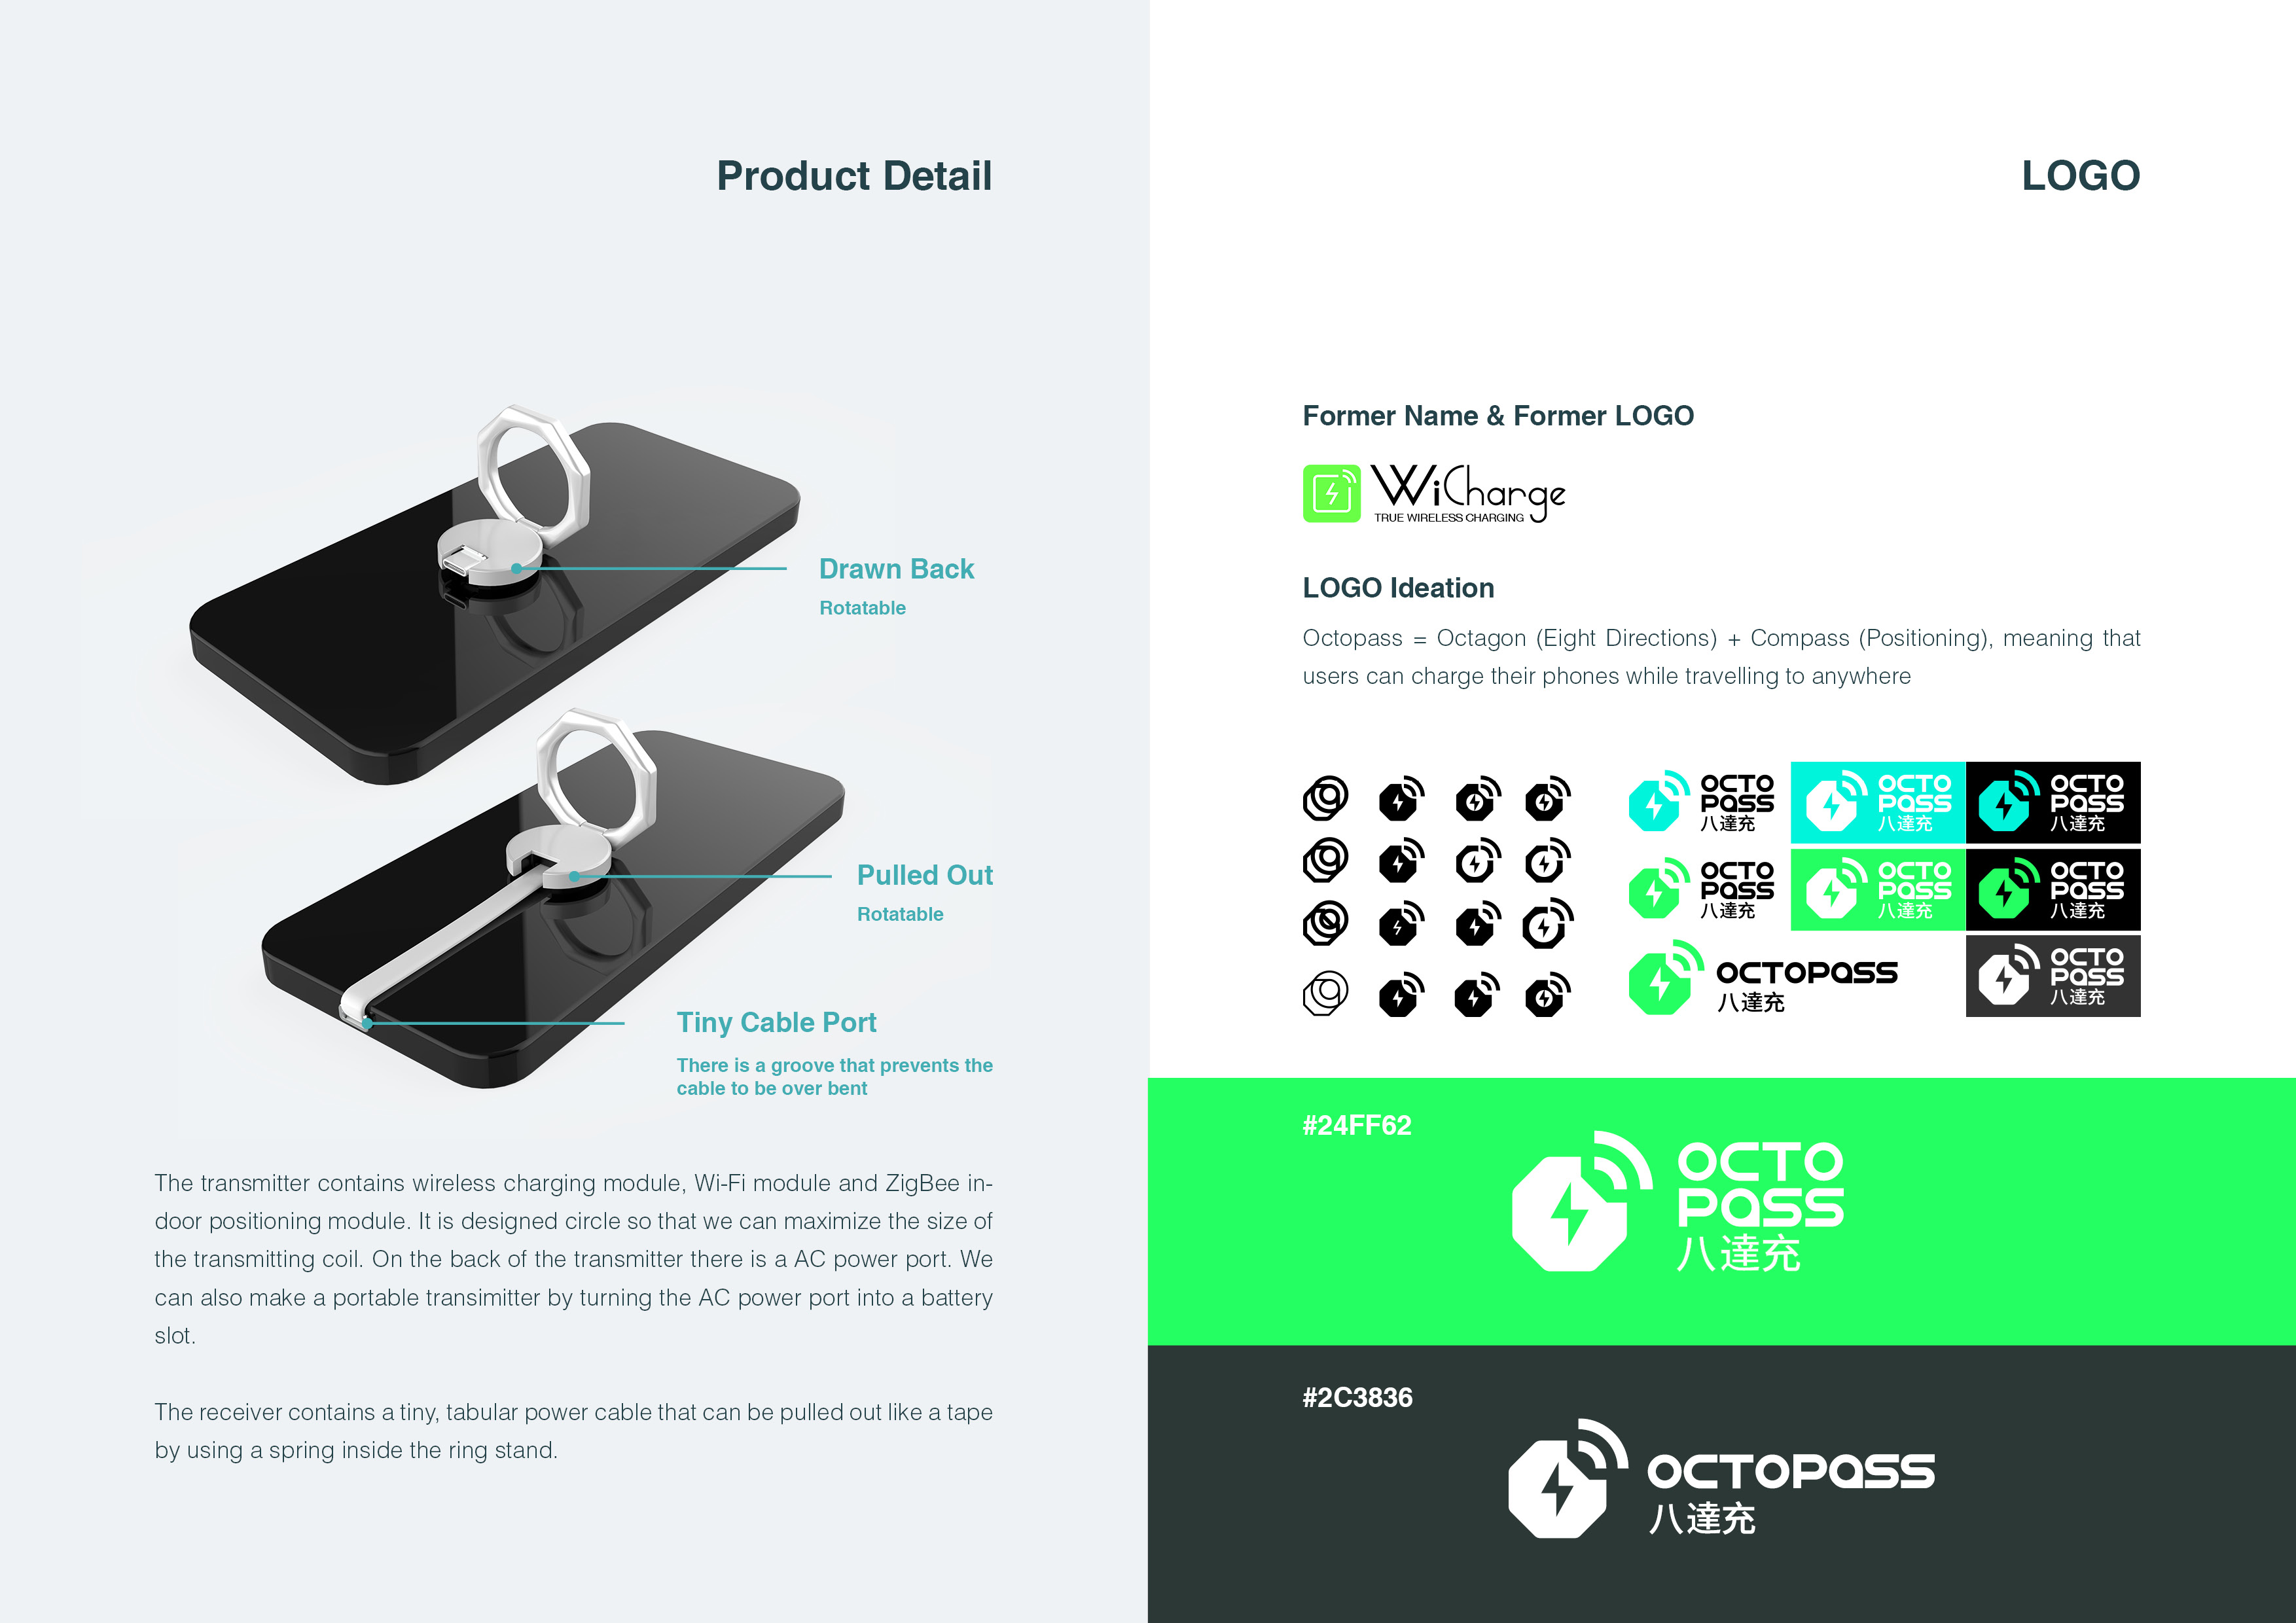 Product Detail
Drawn Back
Rotatable
Pulled Out
Rotatable
Tiny Cable Port
There is a groove that prevents the
cable to be over bent
The transmitter contains wireless charging module, Wi-Fi module and ZigBee in-
door positioning module. It is designed circle so that we can maximize the size of
the transmitting coil. On the back of the transmitter there is a AC power port. We
can also make a portable transimitter by turning the AC power port into a battery
slot.
The receiver contains a tiny, tabular power cable that can be pulled out like a tape
by using a spring inside the ring stand.
LOGO
Former Name & Former LOGO
WiCharge
TRUE WIRELESS CHARGING
LOGO Ideation
Octopass = Octagon (Eight Directions) + Compass (Positioning), meaning that
users can charge their phones while travelling to anywhere
OCTO
PASS
八達充
OCTO
PASS
八達充
OCTO
PASS
八達充
OCTO
PASS
八達充
OCTO
PASS
八達充
OCTO
PASS
八達充
OCTOPASS
八達充
OCTO
PASS
八達充
#24FF62
OCTO
PASS
八達充
#2C3836
OCTOPASS
八達充